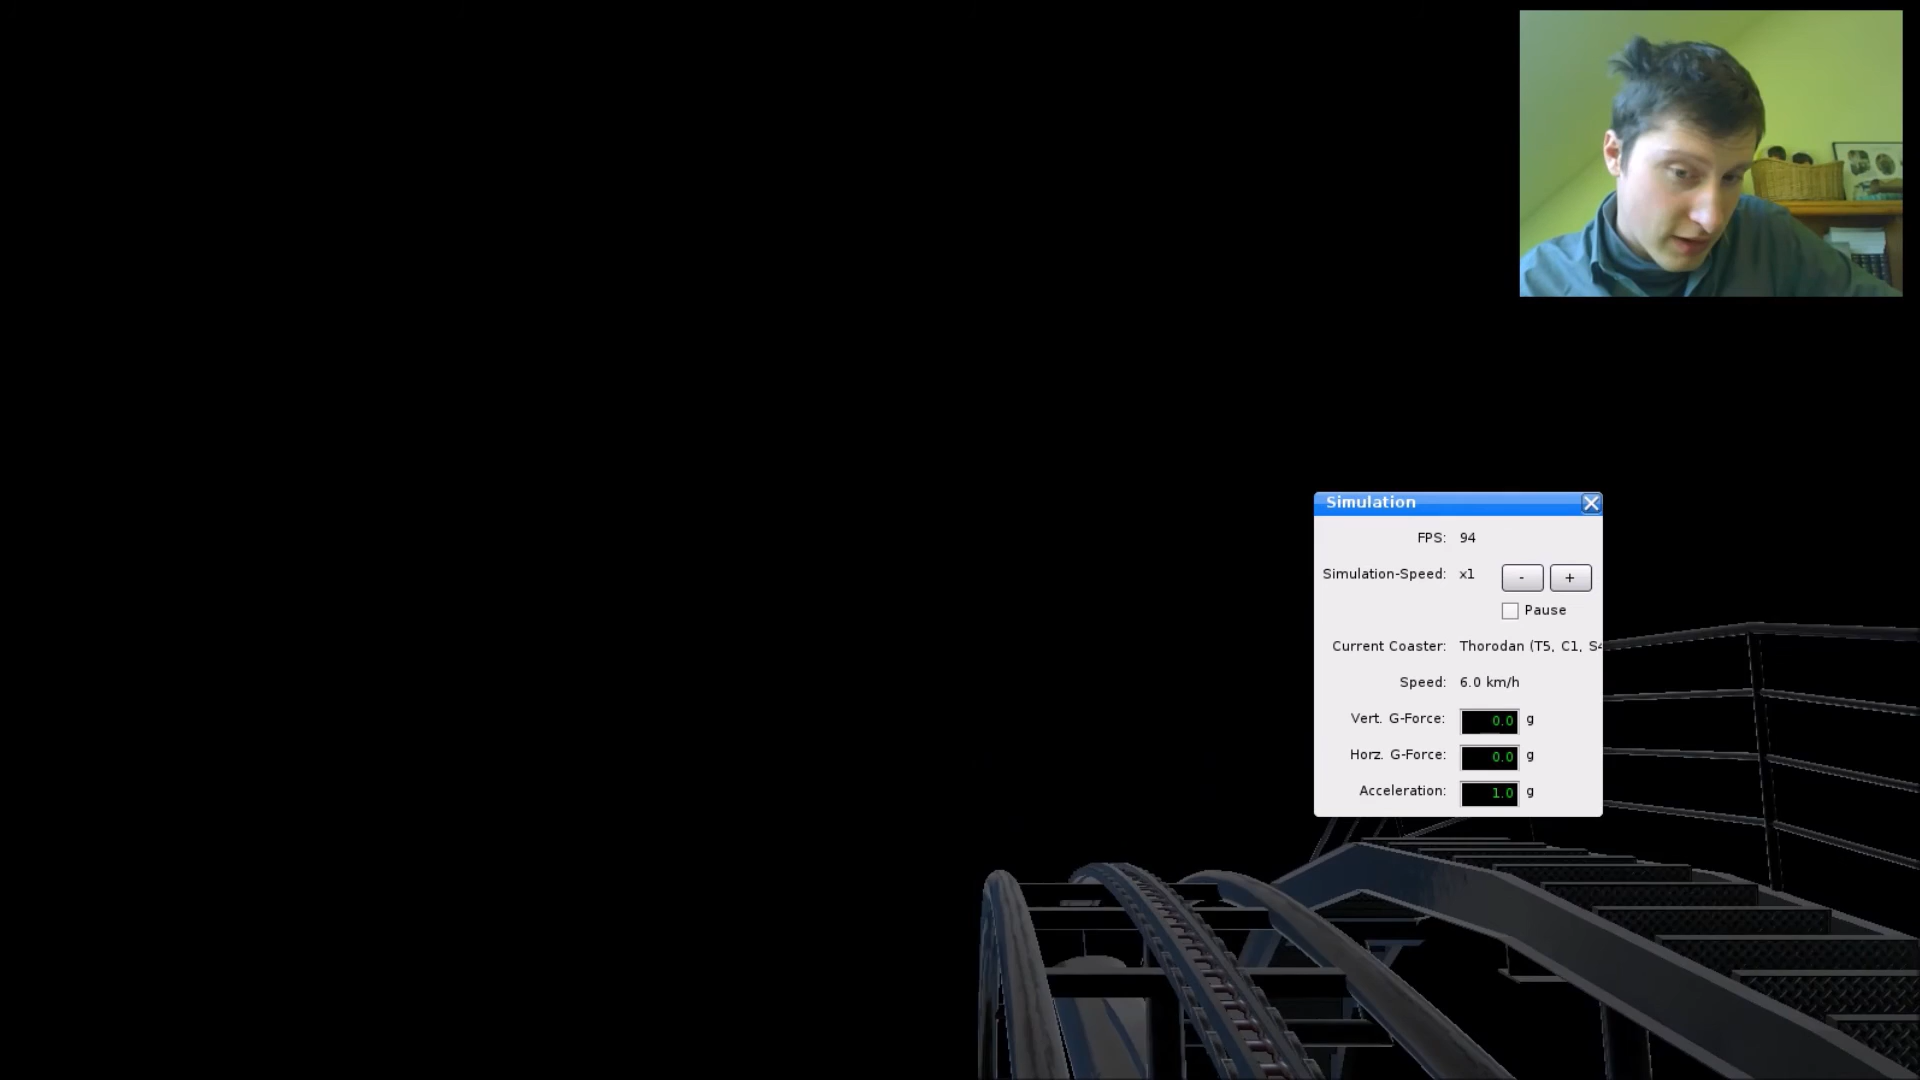 Simulation
FPS: 94
Simulation-Speed: x1 - +
Pause
Current Coaster: Thorodan (T5, C1, S4
Speed: 6.0 km/h
Vert. G-Force: 0.0 g
Horz. G-Force: 0.0 g
Acceleration: 1.0 g